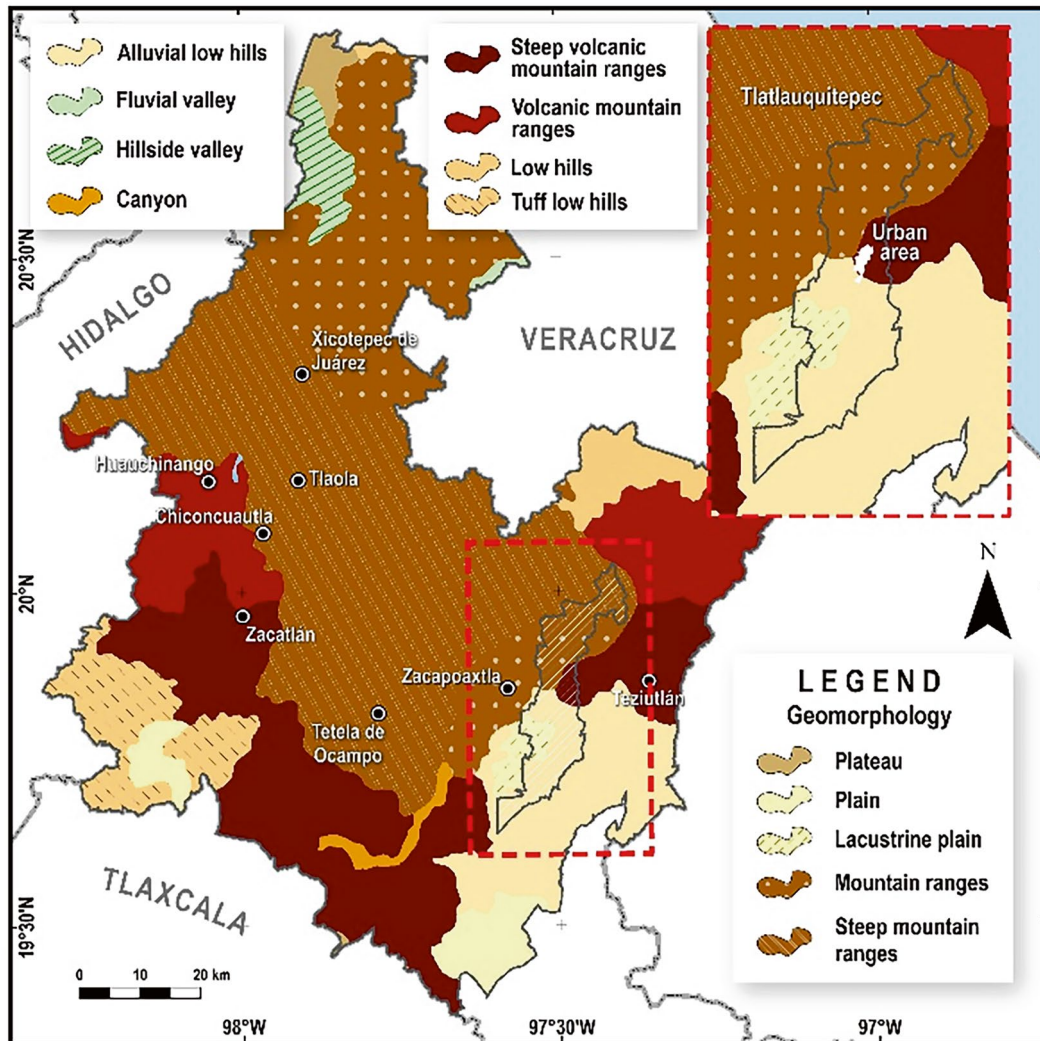 Alluvial low hills
Fluvial valley
Hillside valley
Canyon
Steep volcanic
mountain ranges
Volcanic mountain
ranges
Low hills
Tuff low hills
Tlatlauquitepec
Urban
area
20°30'N
HIDALGO
VERACRUZ
Xicotepec de
Juárez
Huauchinango
Tlaola
Chiconcuautla
20°N
Zacatlán
Zacapoaxtla
Teziutlán
Tetela de
Ocampo
N
LEGEND
Geomorphology
Plateau
Plain
Lacustrine plain
Mountain ranges
Steep mountain
ranges
TLAXCALA
19°30'N
0 10 20 km
98°W
97°30'W
97°W